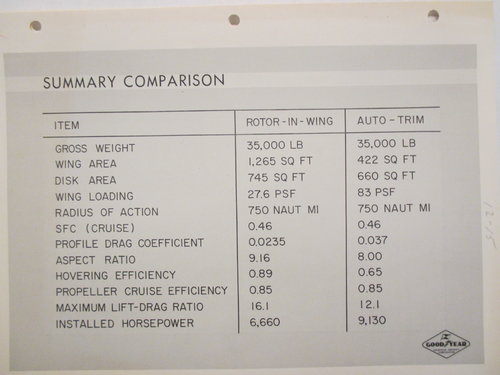 SUMMARY COMPARISON
ITEM ROTOR-IN-WING AUTO-TRIM
GROSS WEIGHT 35,000 LB 35,000 LB
WING AREA 1,265 SQ FT 422 SQ FT
DISK AREA 745 SQ FT 660 SQ FT
WING LOADING 27.6 PSF 83 PSF
RADIUS OF ACTION 750 NAUT MI 750 NAUT MI
SFC (CRUISE) 0.46 0.46
PROFILE DRAG COEFFICIENT 0.0235 0.037
ASPECT RATIO 9.16 8.00
HOVERING EFFICIENCY 0.89 0.65
PROPELLER CRUISE EFFICIENCY 0.85 0.85
MAXIMUM LIFT-DRAG RATIO 16.1 12.1
INSTALLED HORSEPOWER 6,660 9,130
GOODYEAR